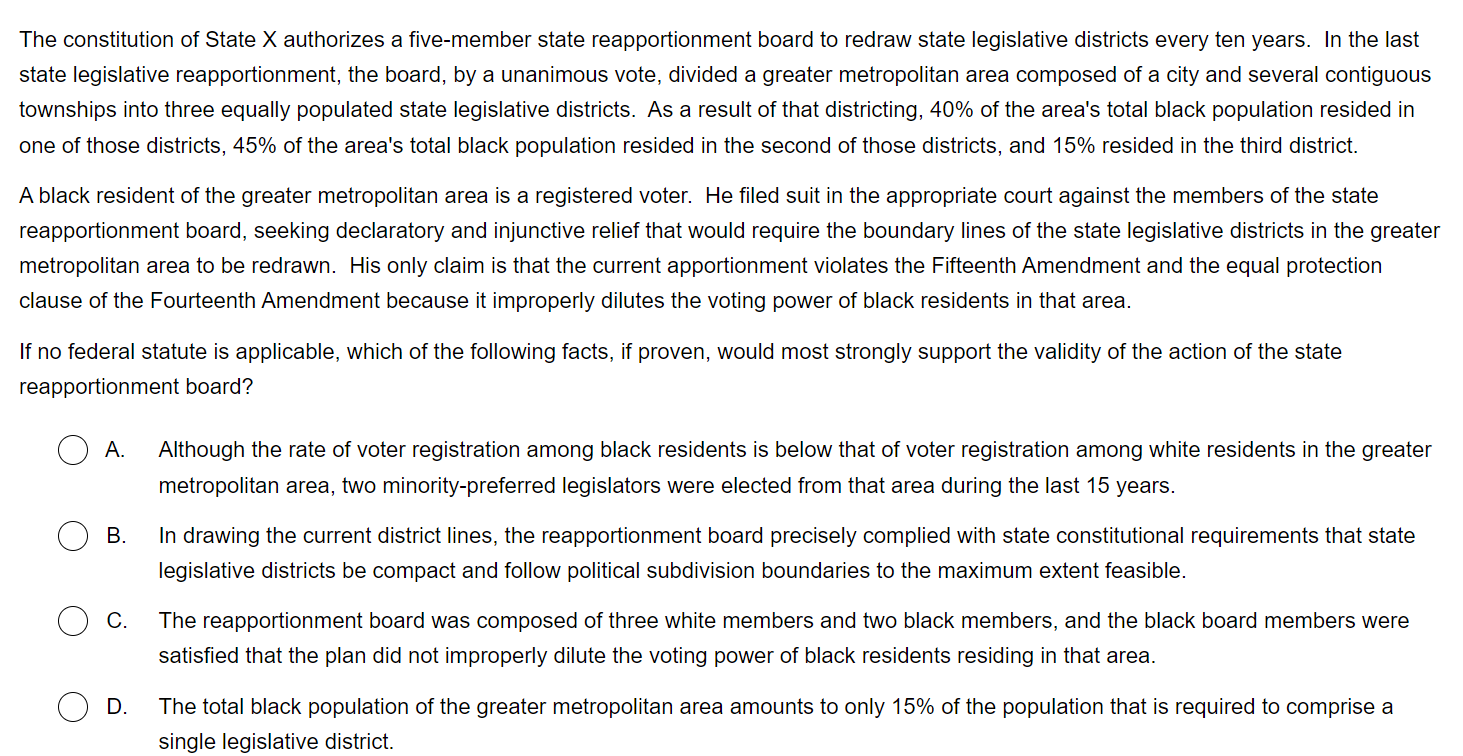 The constitution of State X authorizes a five-member state reapportionment board to redraw state legislative districts every ten years.  In the last
state legislative reapportionment, the board, by a unanimous vote, divided a greater metropolitan area composed of a city and several contiguous
townships into three equally populated state legislative districts.  As a result of that districting, 40% of the area's total black population resided in
one of those districts, 45% of the area's total black population resided in the second of those districts, and 15% resided in the third district.
A black resident of the greater metropolitan area is a registered voter.  He filed suit in the appropriate court against the members of the state
reapportionment board, seeking declaratory and injunctive relief that would require the boundary lines of the state legislative districts in the greater
metropolitan area to be redrawn.  His only claim is that the current apportionment violates the Fifteenth Amendment and the equal protection
clause of the Fourteenth Amendment because it improperly dilutes the voting power of black residents in that area.
If no federal statute is applicable, which of the following facts, if proven, would most strongly support the validity of the action of the state
reapportionment board?
A. Although the rate of voter registration among black residents is below that of voter registration among white residents in the greater
metropolitan area, two minority-preferred legislators were elected from that area during the last 15 years.
B. In drawing the current district lines, the reapportionment board precisely complied with state constitutional requirements that state
legislative districts be compact and follow political subdivision boundaries to the maximum extent feasible.
C. The reapportionment board was composed of three white members and two black members, and the black board members were
satisfied that the plan did not improperly dilute the voting power of black residents residing in that area.
D. The total black population of the greater metropolitan area amounts to only 15% of the population that is required to comprise a
single legislative district.